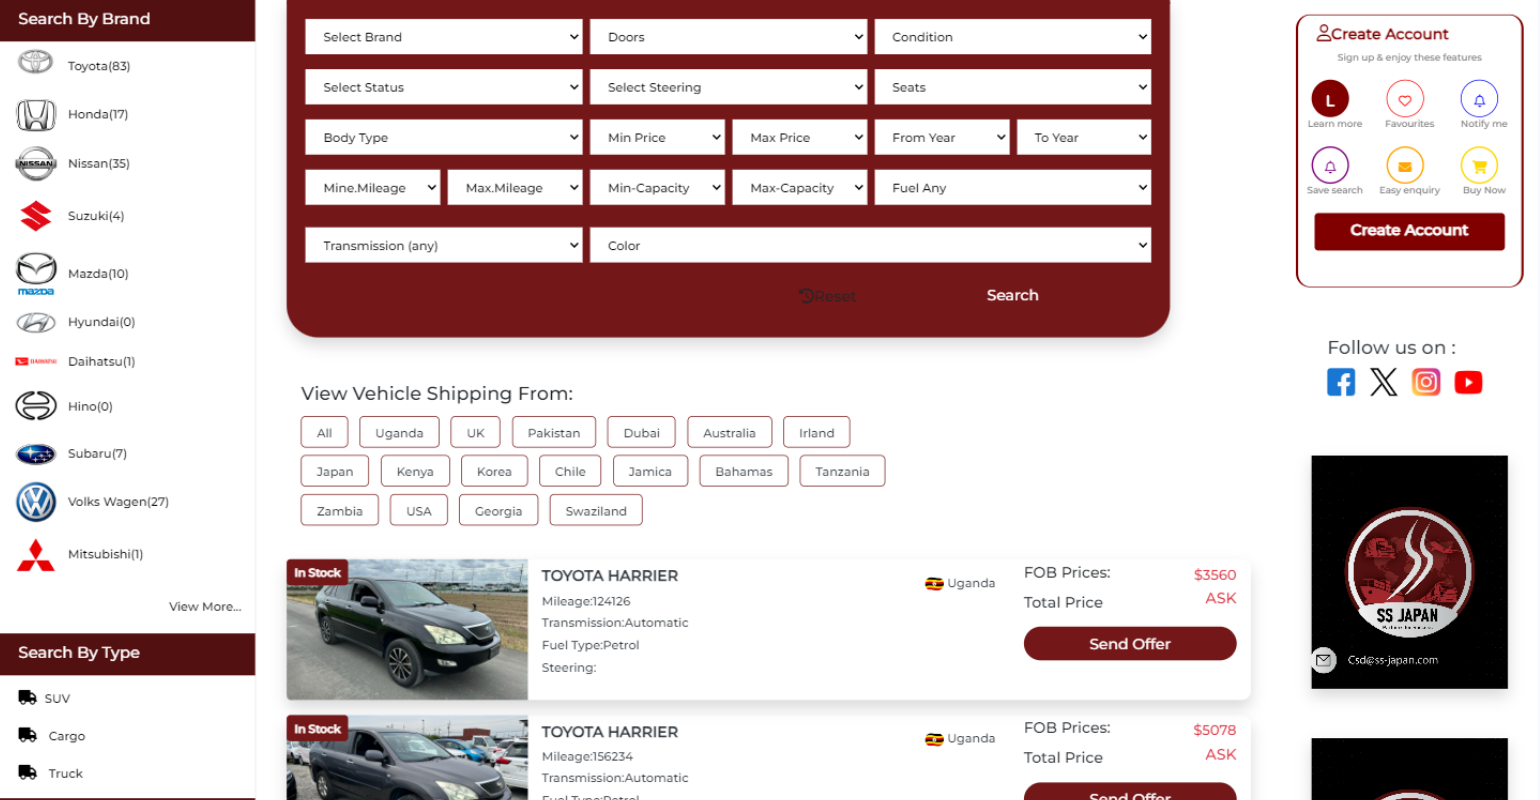 Search By Brand
Toyota(83)
Honda(17)
NISSAN
Nissan(35)
Suzuki(4)
mazda
Mazda(10)
Hyundai(0)
DAIHATSU
Daihatsu(1)
Hino(0)
Subaru(7)
Volks Wagen(27)
Mitsubishi(1)
View More...
Search By Type
SUV
Cargo
Truck
Select Brand
Doors
Condition
Select Status
Select Steering
Seats
Body Type
Min Price
Max Price
From Year
To Year
Mine.Mileage
Max.Mileage
Min-Capacity
Max-Capacity
Fuel Any
Transmission (any)
Color
Reset
Search
View Vehicle Shipping From:
All
Uganda
UK
Pakistan
Dubai
Australia
Irland
Japan
Kenya
Korea
Chile
Jamica
Bahamas
Tanzania
Zambia
USA
Georgia
Swaziland
In Stock
TOYOTA HARRIER
Mileage:124126
Transmission:Automatic
Fuel Type:Petrol
Steering:
Uganda
FOB Prices:
$3560
Total Price
ASK
Send Offer
In Stock
TOYOTA HARRIER
Mileage:156234
Transmission:Automatic
Fuel Type:Petrol
Uganda
FOB Prices:
$5078
Total Price
ASK
Send Offer
Create Account
Sign up & enjoy these features
L
Learn more
Favourites
Notify me
Save search
Easy enquiry
Buy Now
Create Account
Follow us on :
SS JAPAN
Csd@ss-japan.com